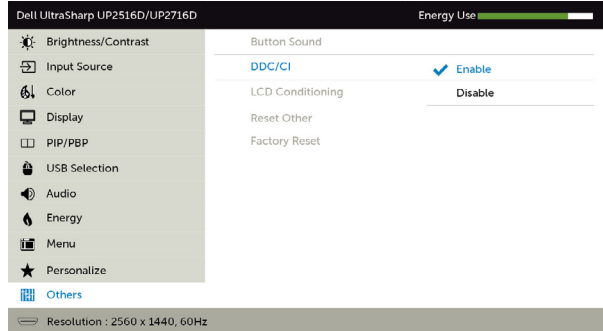 Dell UltraSharp UP2516D/UP2716D Energy Use
Brightness/Contrast Button Sound
Input Source DDC/CI Enable
Color LCD Conditioning Disable
Display Reset Other
PIP/PBP Factory Reset
USB Selection
Audio
Energy
Menu
Personalize
Others
Resolution : 2560 x 1440, 60Hz